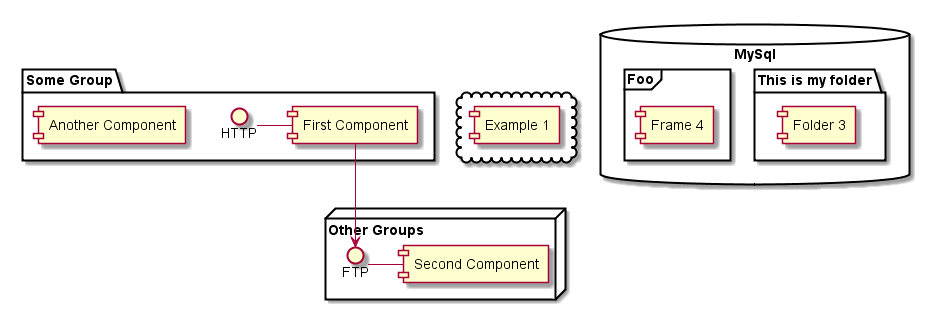 Some Group
Another Component
HTTP
First Component
Example 1
MySql
Foo
Frame 4
This is my folder
Folder 3
Other Groups
FTP
Second Component